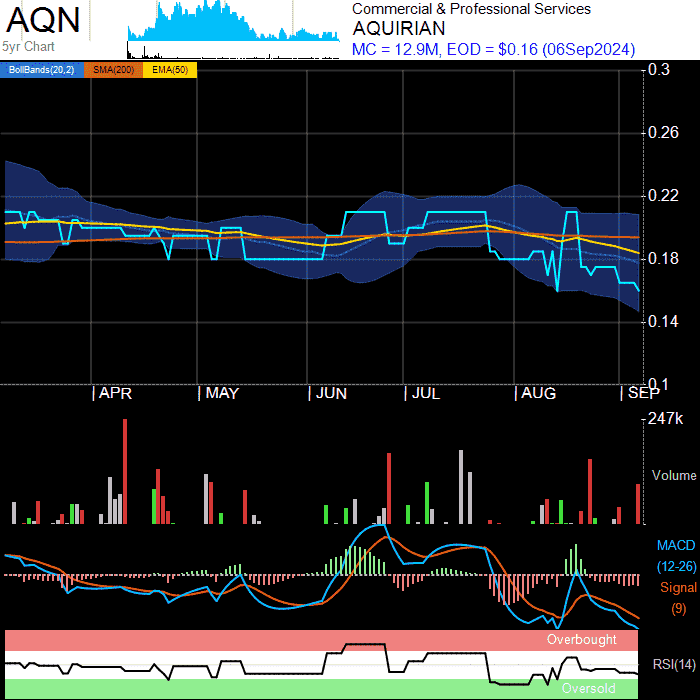 AQN
5yr Chart
Commercial & Professional Services
AQUIRIAN
MC = 12.9M, EOD = $0.16 (06Sep2024)
BollBands(20,2) SMA(200) EMA(50)
0.3
0.26
0.22
0.18
0.14
0.1
APR MAY JUN JUL AUG SEP
247k
Volume
MACD
(12-26)
Signal
(9)
Overbought
RSI(14)
Oversold